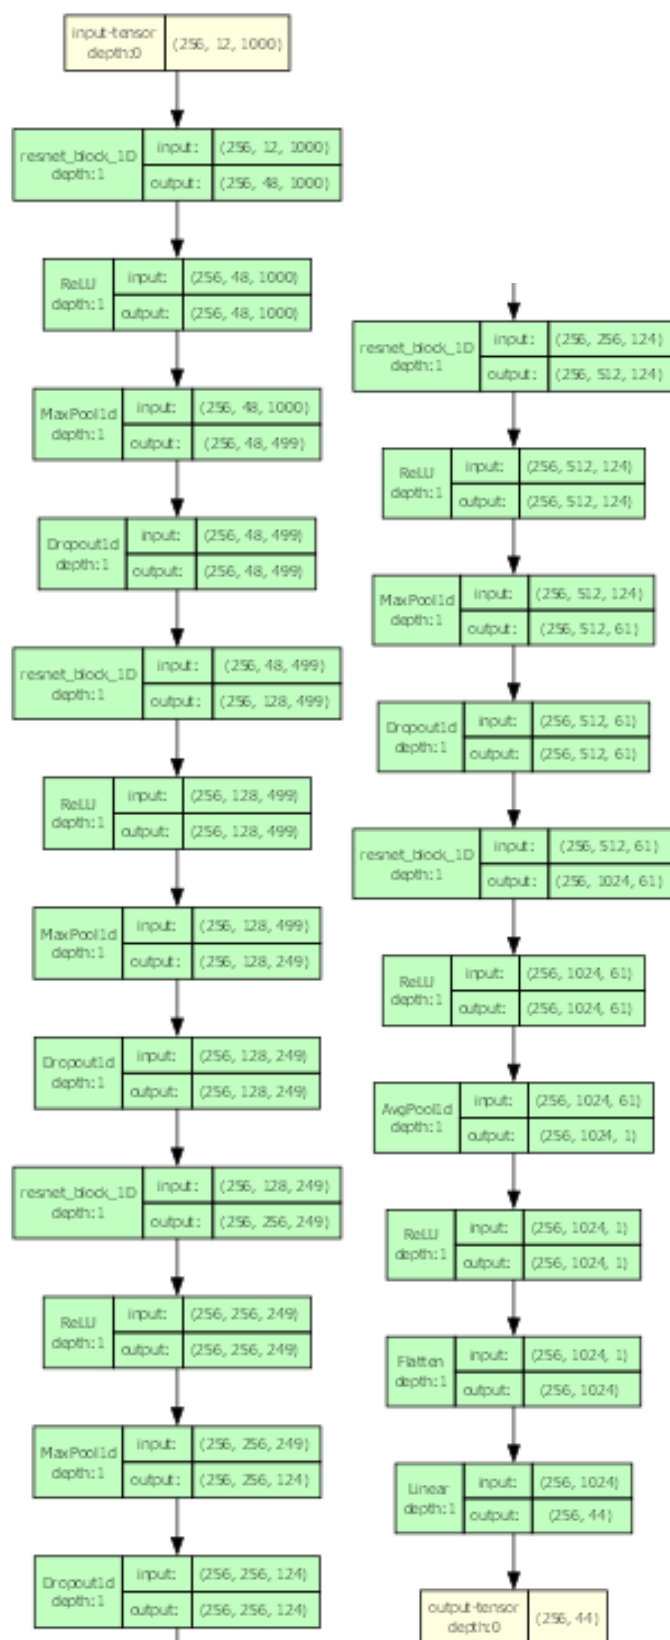 input-tensor
depth:0
(256, 12, 1000)
resnet_block_1D
depth:1
input:
(256, 12, 1000)
output:
(256, 48, 1000)
ReLU
depth:1
input:
(256, 48, 1000)
output:
(256, 48, 1000)
MaxPool1d
depth:1
input:
(256, 48, 1000)
output:
(256, 48, 499)
Dropout1d
depth:1
input:
(256, 48, 499)
output:
(256, 48, 499)
resnet_block_1D
depth:1
input:
(256, 48, 499)
output:
(256, 128, 499)
ReLU
depth:1
input:
(256, 128, 499)
output:
(256, 128, 499)
MaxPool1d
depth:1
input:
(256, 128, 499)
output:
(256, 128, 249)
Dropout1d
depth:1
input:
(256, 128, 249)
output:
(256, 128, 249)
resnet_block_1D
depth:1
input:
(256, 128, 249)
output:
(256, 256, 249)
ReLU
depth:1
input:
(256, 256, 249)
output:
(256, 256, 249)
MaxPool1d
depth:1
input:
(256, 256, 249)
output:
(256, 256, 124)
Dropout1d
depth:1
input:
(256, 256, 124)
output:
(256, 256, 124)
resnet_block_1D
depth:1
input:
(256, 256, 124)
output:
(256, 512, 124)
ReLU
depth:1
input:
(256, 512, 124)
output:
(256, 512, 124)
MaxPool1d
depth:1
input:
(256, 512, 124)
output:
(256, 512, 61)
Dropout1d
depth:1
input:
(256, 512, 61)
output:
(256, 512, 61)
resnet_block_1D
depth:1
input:
(256, 512, 61)
output:
(256, 1024, 61)
ReLU
depth:1
input:
(256, 1024, 61)
output:
(256, 1024, 61)
AvgPool1d
depth:1
input:
(256, 1024, 61)
output:
(256, 1024, 1)
ReLU
depth:1
input:
(256, 1024, 1)
output:
(256, 1024, 1)
Flatten
depth:1
input:
(256, 1024, 1)
output:
(256, 1024)
Linear
depth:1
input:
(256, 1024)
output:
(256, 44)
output-tensor
depth:0
(256, 44)